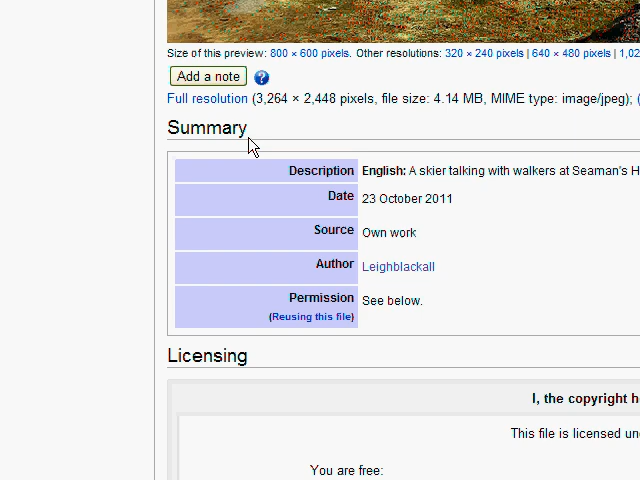 Size of this preview: 800 × 600 pixels. Other resolutions: 320 × 240 pixels | 640 × 480 pixels | 1,02
Add a note
Full resolution (3,264 × 2,448 pixels, file size: 4.14 MB, MIME type: image/jpeg); (
Summary
Description English: A skier talking with walkers at Seaman's H
Date 23 October 2011
Source Own work
Author Leighblackall
Permission See below.
(Reusing this file)
Licensing
I, the copyright h
This file is licensed un
You are free: